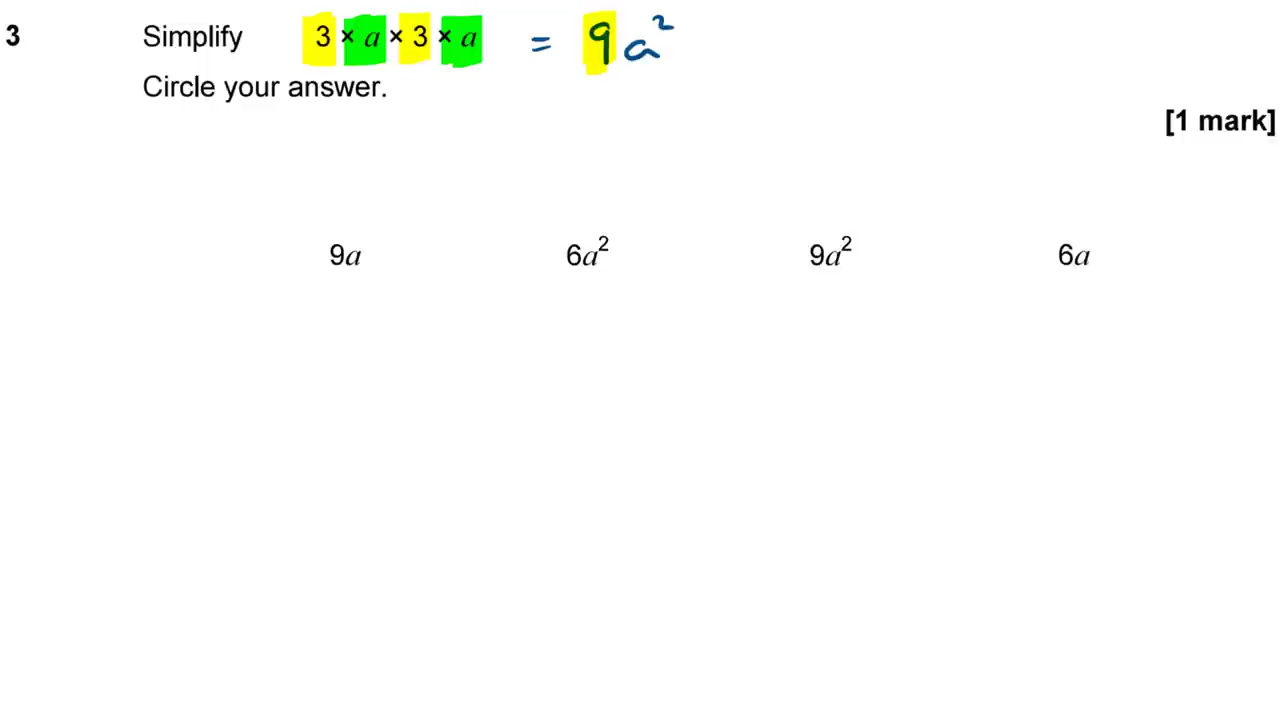 3 Simplify 3 × a × 3 × a = 9a²
Circle your answer.
[1 mark]
9a 6a² 9a² 6a